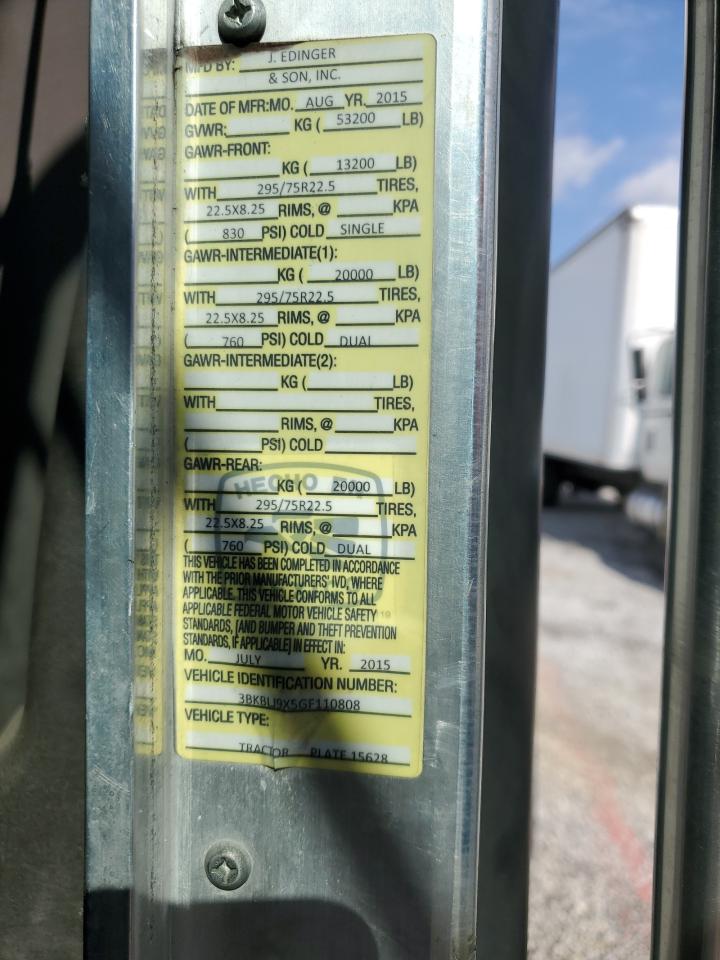 MFD BY: J. EDINGER
& SON, INC.
DATE OF MFR:MO. AUG YR. 2015
GVWR: KG ( 53200 LB)
GAWR-FRONT:
KG ( 13200 LB)
WITH 295/75R22.5 TIRES,
22.5X8.25 RIMS, @ KPA
( 830 PSI) COLD SINGLE
GAWR-INTERMEDIATE(1):
KG ( 20000 LB)
WITH 295/75R22.5 TIRES,
22.5X8.25 RIMS, @ KPA
( 760 PSI) COLD DUAL
GAWR-INTERMEDIATE(2):
KG ( LB)
WITH TIRES,
RIMS, @ KPA
( PSI) COLD
GAWR-REAR:
HECHO
KG ( 20000 LB)
WITH 295/75R22.5 TIRES,
22.5X8.25 RIMS, @ KPA
( 760 PSI) COLD DUAL
THIS VEHICLE HAS BEEN COMPLETED IN ACCORDANCE
WITH THE PRIOR MANUFACTURERS' IVD, WHERE
APPLICABLE. THIS VEHICLE CONFORMS TO ALL
APPLICABLE FEDERAL MOTOR VEHICLE SAFETY
STANDARDS, [AND BUMPER AND THEFT PREVENTION
STANDARDS, IF APPLICABLE] IN EFFECT IN:
MO. JULY YR. 2015
VEHICLE IDENTIFICATION NUMBER:
3BKBLJ9X5GF110808
VEHICLE TYPE:
TRACTOR PLATE 15628